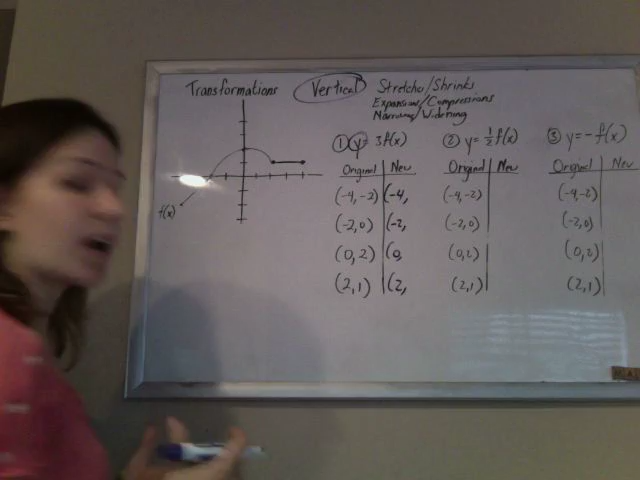 Transformations Vertical Stretches/Shrinks
Expansions/Compressions
Narrowing/Widening
① y = 3f(x) ② y = 1/2 f(x) ③ y = -f(x)
Original New Original New Original New
(-4,-2) (-4, (-4,-2) (-4,-2)
(-2,0) (-2, (-2,0) (-2,0)
(0,2) (0, (0,2) (0,2)
(2,1) (2, (2,1) (2,1)
f(x)